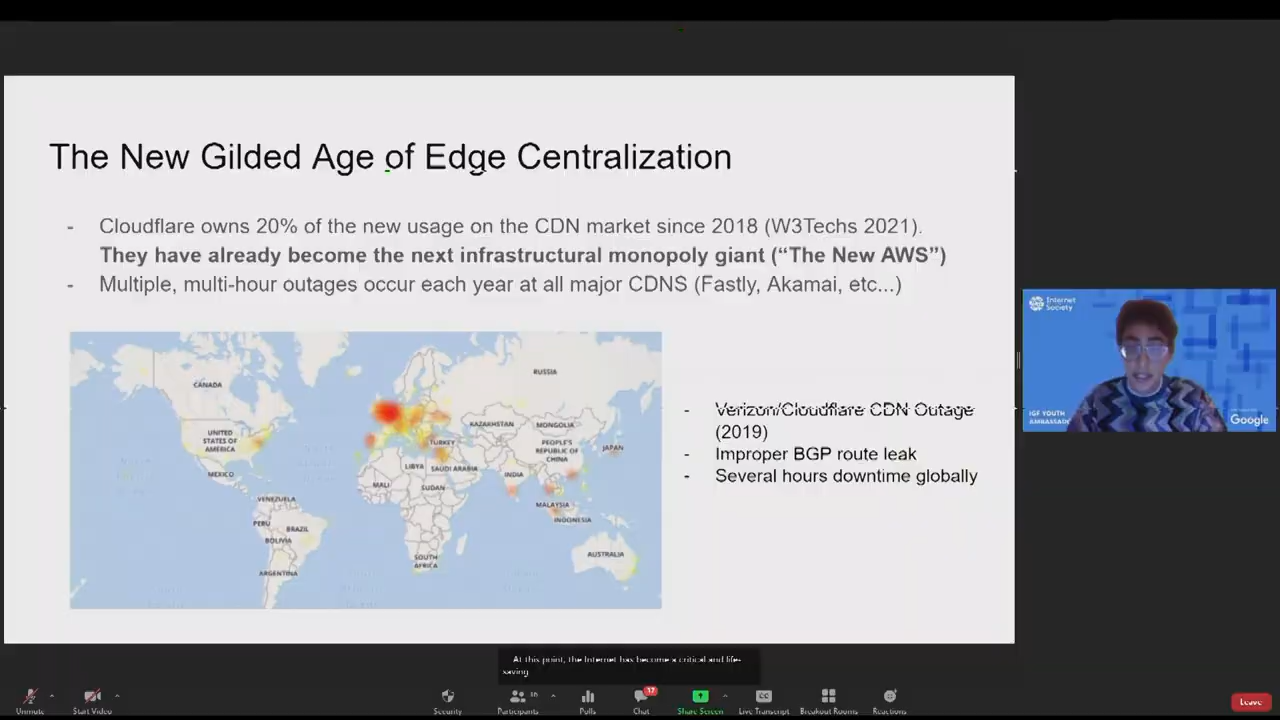 The New Gilded Age of Edge Centralization
- Cloudflare owns 20% of the new usage on the CDN market since 2018 (W3Techs 2021).
They have already become the next infrastructural monopoly giant (“The New AWS”)
- Multiple, multi-hour outages occur each year at all major CDNS (Fastly, Akamai, etc...)
RUSSIA
CANADA
KAZAKHSTAN
MONGOLIA
UNITED
STATES OF
AMERICA
TURKEY
PEOPLE'S
REPUBLIC OF
CHINA
JAPAN
LIBYA
SAUDI ARABIA
MEXICO
INDIA
MALI
SUDAN
VENEZUELA
MALAYSIA
PERU
BRAZIL
INDONESIA
BOLIVIA
AUSTRALIA
SOUTH
AFRICA
ARGENTINA
- Verizon/Cloudflare CDN Outage
(2019)
- Improper BGP route leak
- Several hours downtime globally
Internet
Society
IGF YOUTH
AMBASSADO
Google
At this point, the Internet has become a critical and life-
saving
Unmute
Start Video
Security
Participants
Polls
Chat
17
Share Screen
Live Transcript
Breakout Rooms
Reactions
Leave